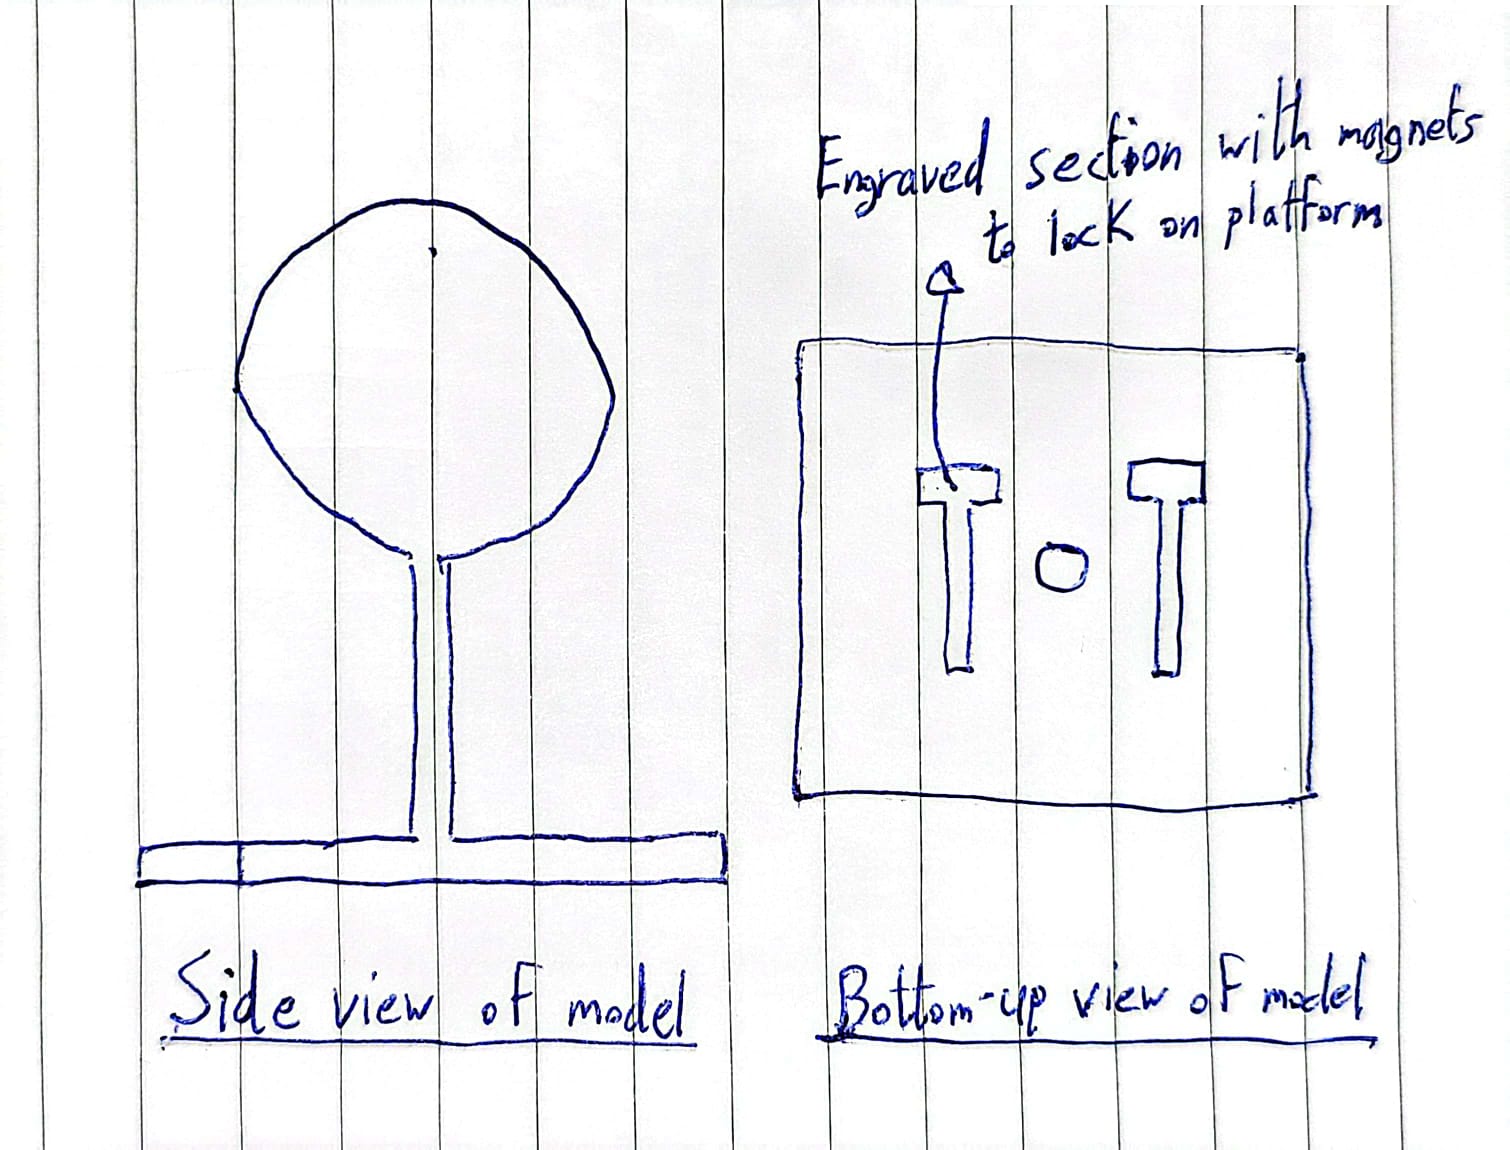 Engraved section with magnets
to lock on platform
Side view of model
Bottom-up view of model